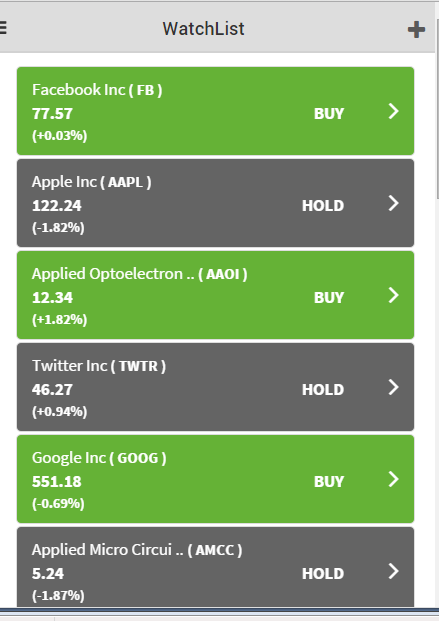 WatchList
Facebook Inc ( FB )
77.57
BUY
(+0.03%)
Apple Inc ( AAPL )
122.24
HOLD
(-1.82%)
Applied Optoelectron .. ( AAOI )
12.34
BUY
(+1.82%)
Twitter Inc ( TWTR )
46.27
HOLD
(+0.94%)
Google Inc ( GOOG )
551.18
BUY
(-0.69%)
Applied Micro Circui .. ( AMCC )
5.24
HOLD
(-1.87%)